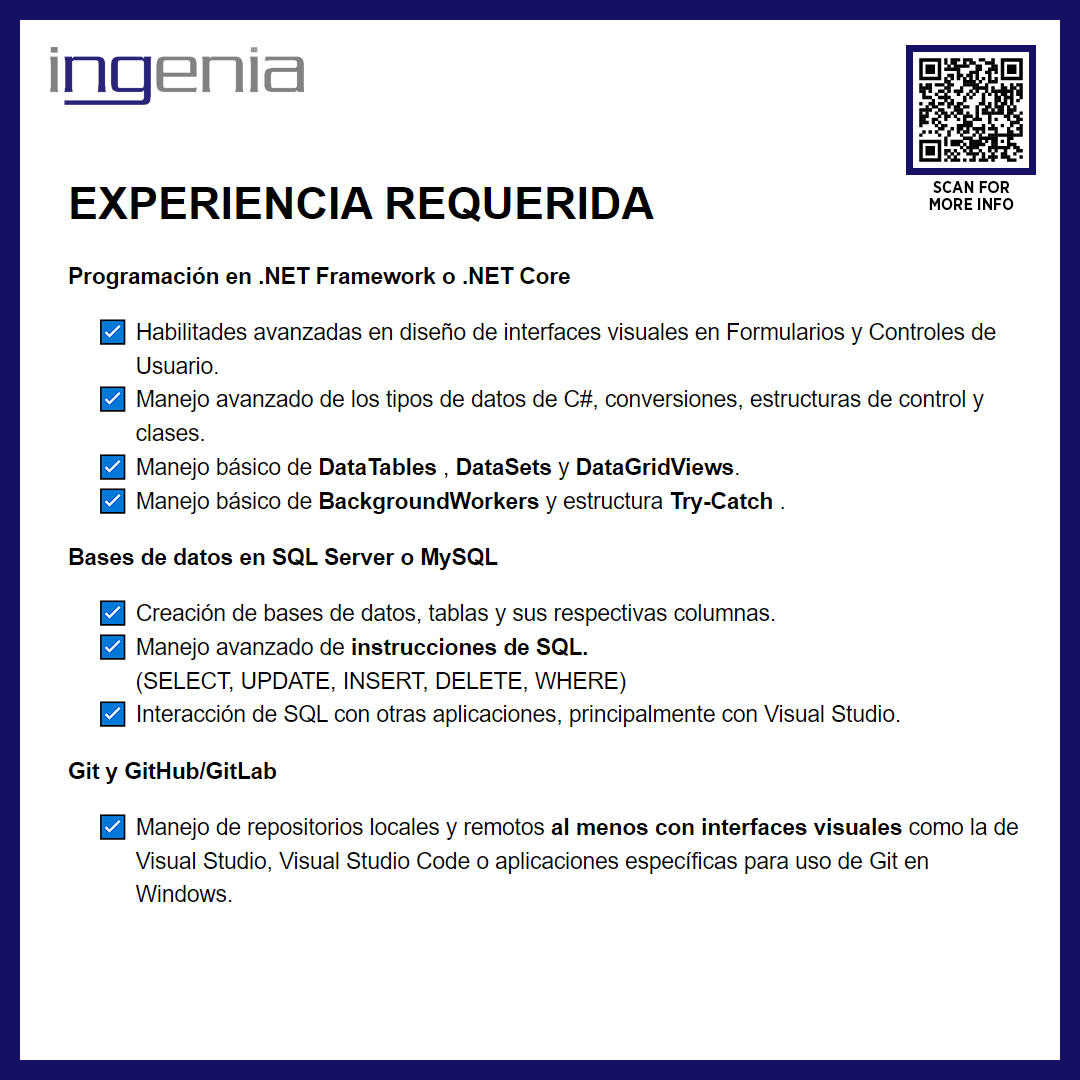 ingenia
SCAN FOR
MORE INFO
EXPERIENCIA REQUERIDA
Programación en .NET Framework o .NET Core
Habilitades avanzadas en diseño de interfaces visuales en Formularios y Controles de
Usuario.
Manejo avanzado de los tipos de datos de C#, conversiones, estructuras de control y
clases.
Manejo básico de DataTables , DataSets y DataGridViews.
Manejo básico de BackgroundWorkers y estructura Try-Catch .
Bases de datos en SQL Server o MySQL
Creación de bases de datos, tablas y sus respectivas columnas.
Manejo avanzado de instrucciones de SQL.
(SELECT, UPDATE, INSERT, DELETE, WHERE)
Interacción de SQL con otras aplicaciones, principalmente con Visual Studio.
Git y GitHub/GitLab
Manejo de repositorios locales y remotos al menos con interfaces visuales como la de
Visual Studio, Visual Studio Code o aplicaciones específicas para uso de Git en
Windows.